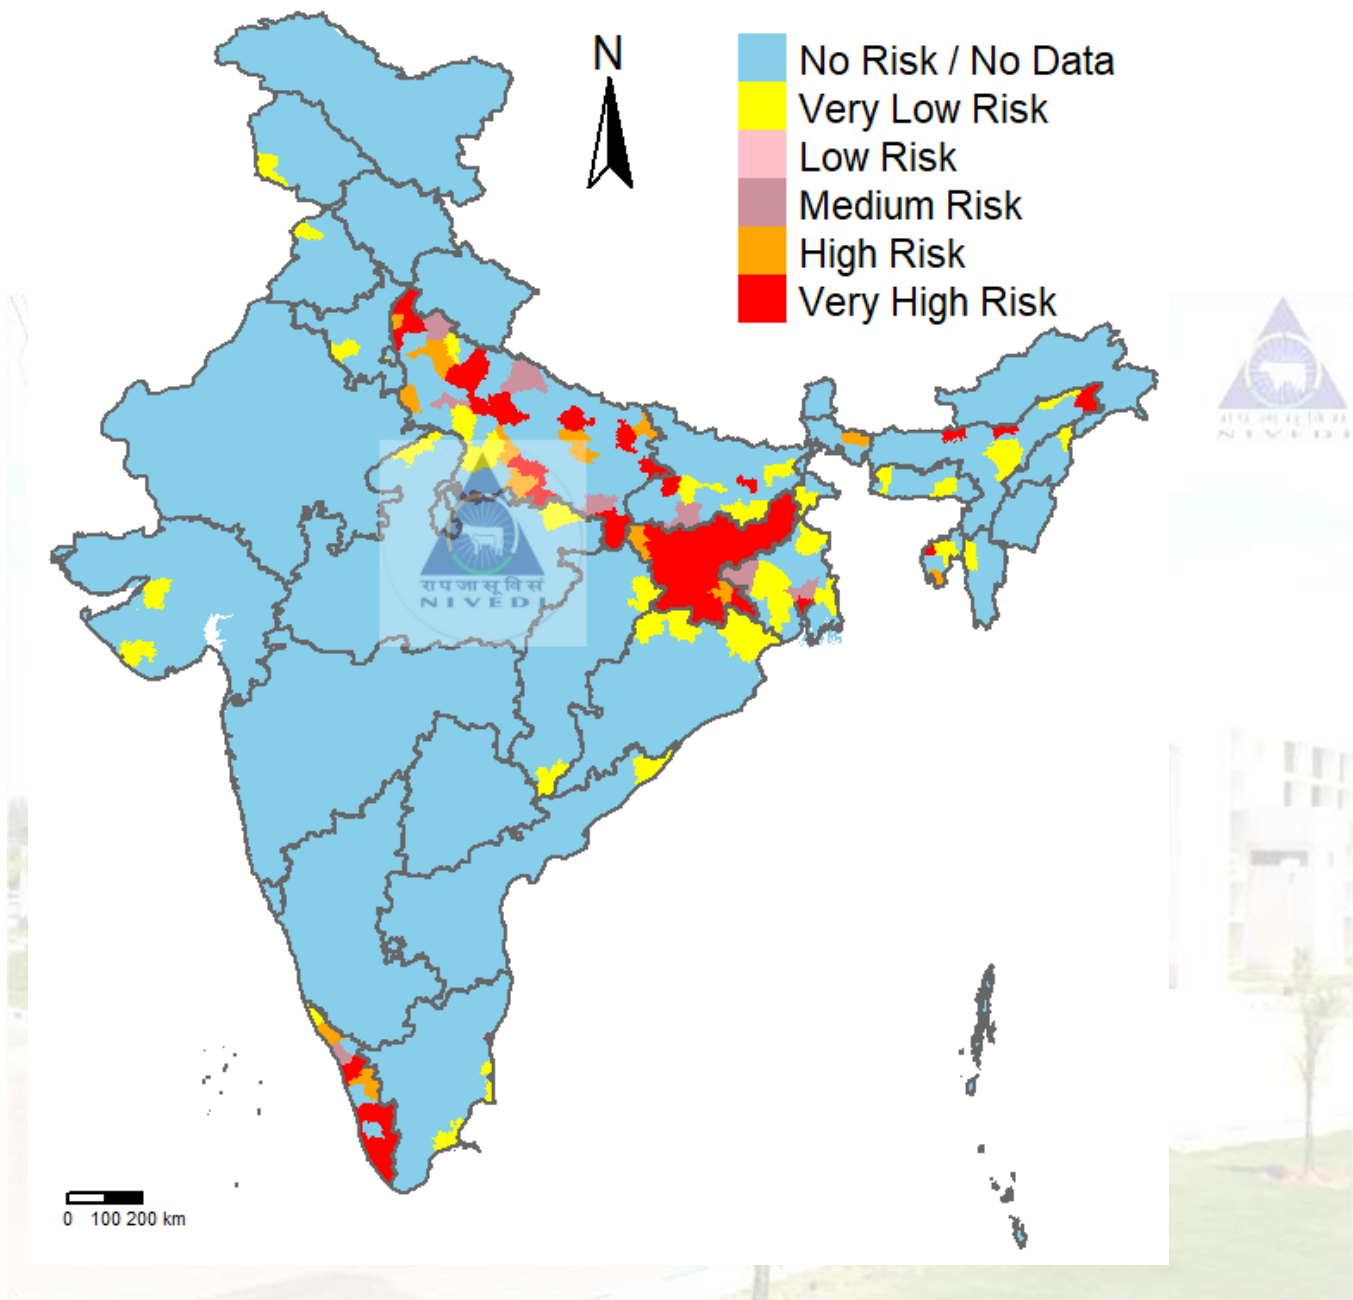 N
No Risk / No Data
Very Low Risk
Low Risk
Medium Risk
High Risk
Very High Risk
रा प जा सू वि सं
NIVEDI
रा प जा सू वि सं
NIVEDI
0 100 200 km